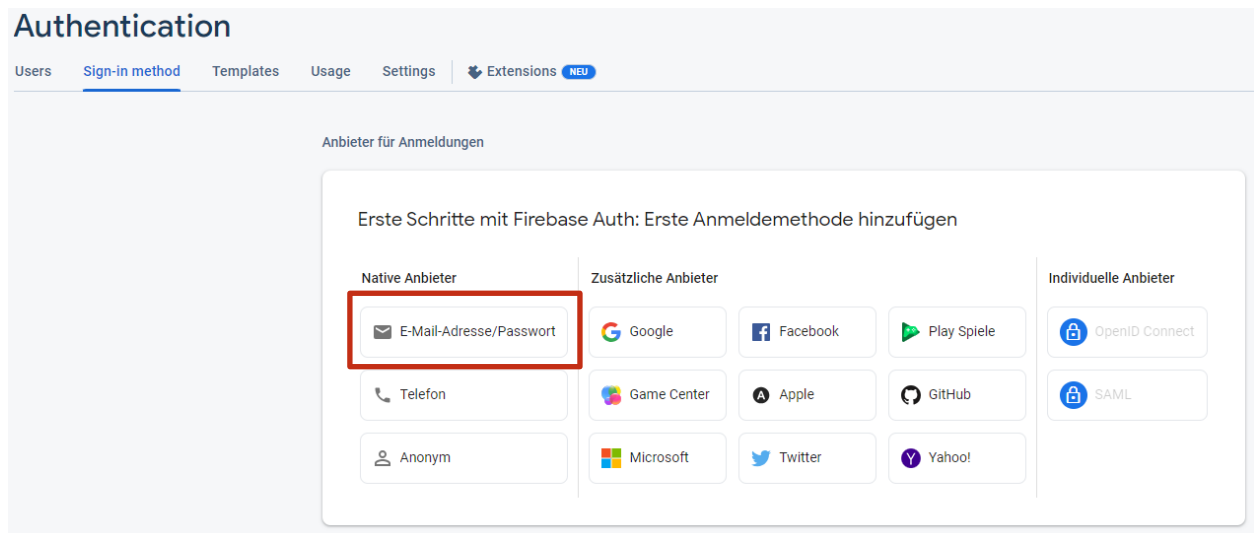 Authentication
Users Sign-in method Templates Usage Settings Extensions NEU
Anbieter für Anmeldungen
Erste Schritte mit Firebase Auth: Erste Anmeldemethode hinzufügen
Native Anbieter Zusätzliche Anbieter Individuelle Anbieter
E-Mail-Adresse/Passwort Google Facebook Play Spiele OpenID Connect
Telefon Game Center Apple GitHub SAML
Anonym Microsoft Twitter Yahoo!